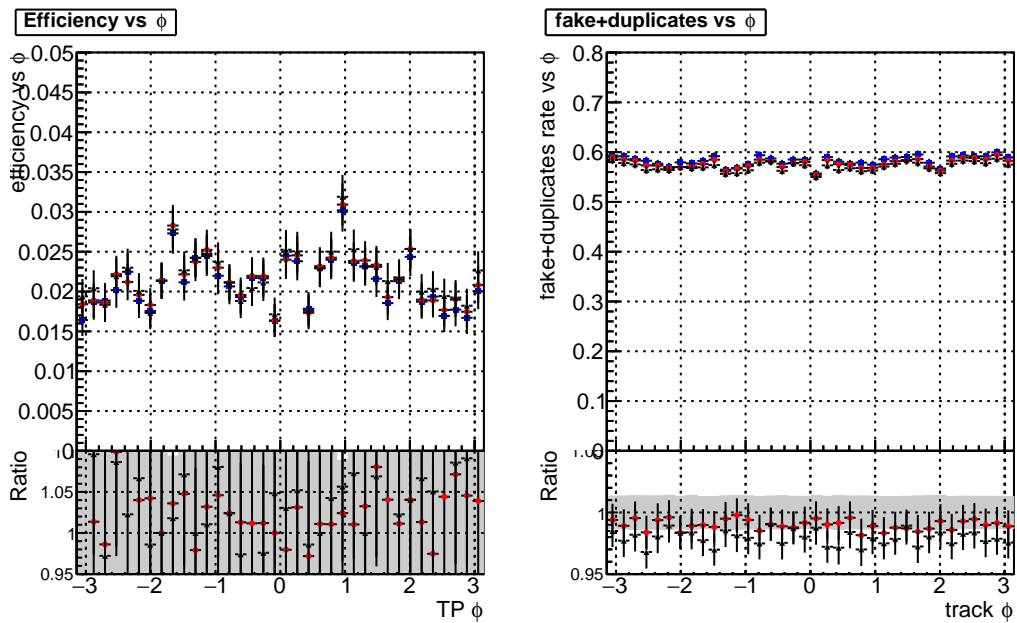 Efficiency vs ϕ
efficiency vs ϕ
0.05
0.045
0.04
0.035
0.03
0.025
0.02
0.015
0.01
0.005
0
Ratio
1.05
1
0.95
−3 −2 −1 0 1 2 3
TP ϕ
fake+duplicates vs ϕ
fake+duplicates rate vs ϕ
0.8
0.7
0.6
0.5
0.4
0.3
0.2
0.1
0
Ratio
1
0.95
−3 −2 −1 0 1 2 3
track ϕ